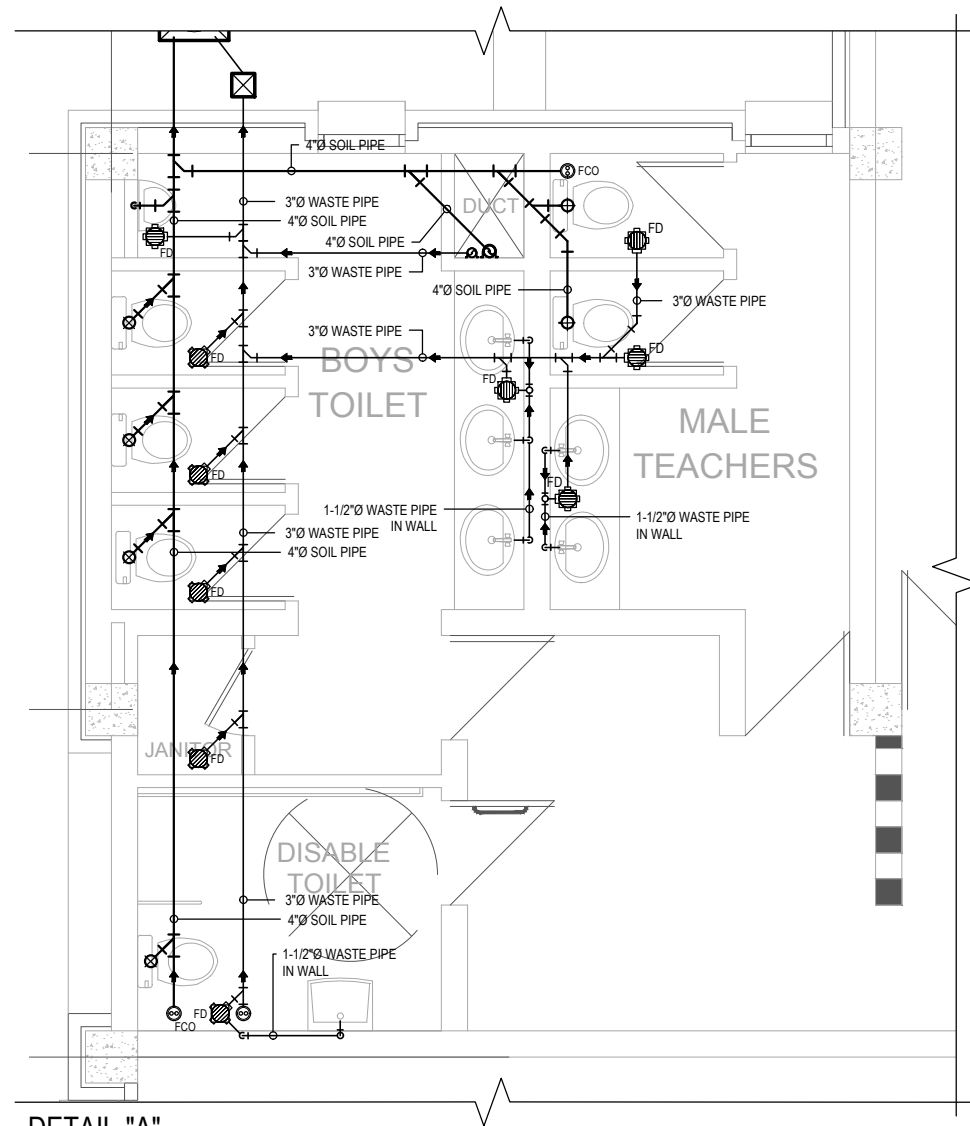 4"Ø SOIL PIPE
FCO
3"Ø WASTE PIPE
4"Ø SOIL PIPE
DUCT
FD
FD
4"Ø SOIL PIPE
3"Ø WASTE PIPE
4"Ø SOIL PIPE
3"Ø WASTE PIPE
3"Ø WASTE PIPE
FD
FD
BOYS
TOILET
FD
MALE
TEACHERS
FD
FD
1-1/2"Ø WASTE PIPE
IN WALL
1-1/2"Ø WASTE PIPE
IN WALL
3"Ø WASTE PIPE
4"Ø SOIL PIPE
FD
JANITOR
FD
DISABLE
TOILET
3"Ø WASTE PIPE
4"Ø SOIL PIPE
1-1/2"Ø WASTE PIPE
IN WALL
FD
FCO
DETAIL "A"